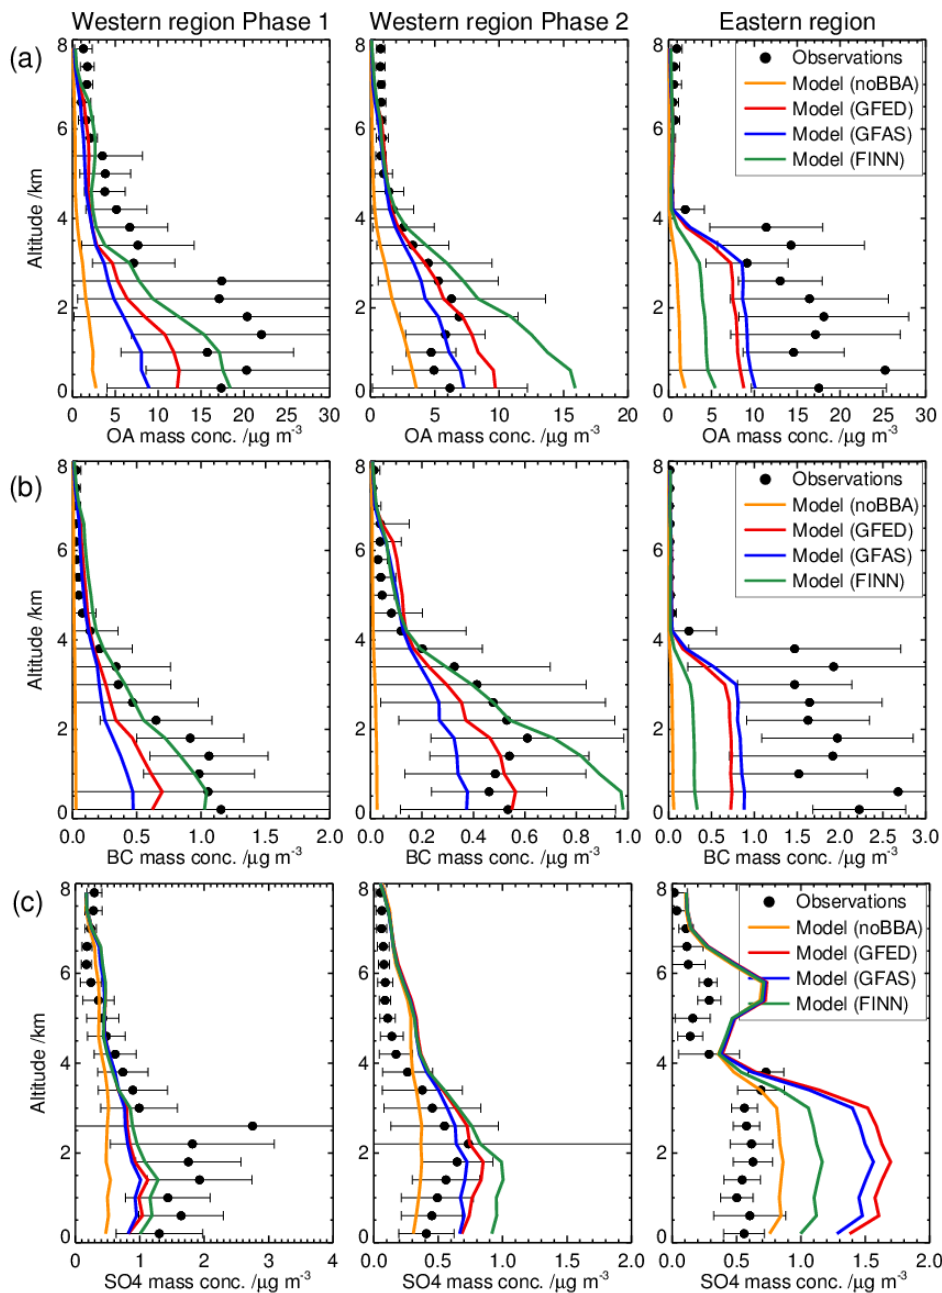 Western region Phase 1 Western region Phase 2 Eastern region
(a)
8
6
4
2
0
Altitude /km
Observations
Model (noBBA)
Model (GFED)
Model (GFAS)
Model (FINN)
0 5 10 15 20 25 30 0 5 10 15 20 0 5 10 15 20 25 30
OA mass conc. /μg m-3 OA mass conc. /μg m-3 OA mass conc. /μg m-3
(b)
8
6
4
2
0
Altitude /km
Observations
Model (noBBA)
Model (GFED)
Model (GFAS)
Model (FINN)
0.0 0.5 1.0 1.5 2.0 0.0 0.2 0.4 0.6 0.8 1.0 0.0 0.5 1.0 1.5 2.0 2.5 3.0
BC mass conc. /μg m-3 BC mass conc. /μg m-3 BC mass conc. /μg m-3
(c)
8
6
4
2
0
Altitude /km
Observations
Model (noBBA)
Model (GFED)
Model (GFAS)
Model (FINN)
0 1 2 3 4 0.0 0.5 1.0 1.5 2.0 0.0 0.5 1.0 1.5 2.0
SO4 mass conc. /μg m-3 SO4 mass conc. /μg m-3 SO4 mass conc. /μg m-3